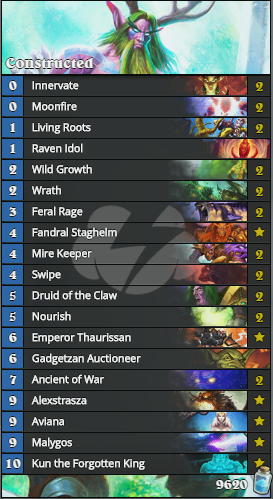 Constructed
0 Innervate 2
0 Moonfire 2
1 Living Roots 2
1 Raven Idol
2 Wild Growth 2
2 Wrath 2
3 Feral Rage 2
4 Fandral Staghelm
4 Mire Keeper 2
4 Swipe 2
5 Druid of the Claw 2
5 Nourish 2
6 Emperor Thaurissan
6 Gadgetzan Auctioneer
7 Ancient of War 2
9 Alexstrasza
9 Aviana
9 Malygos
10 Kun the Forgotten King
9620